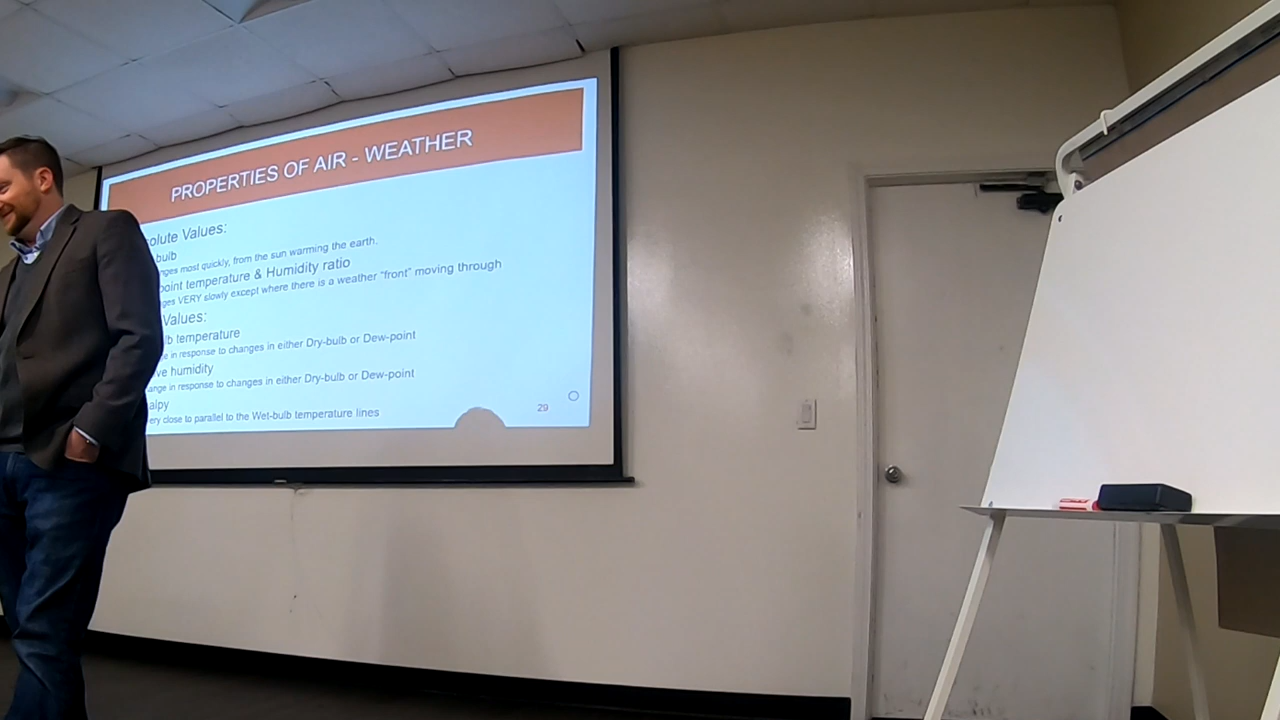 PROPERTIES OF AIR - WEATHER
olute Values:
bulb
ges most quickly, from the sun warming the earth.
oint temperature & Humidity ratio
ges VERY slowly except where there is a weather “front” moving through
Values:
lb temperature
e in response to changes in either Dry-bulb or Dew-point
ve humidity
ange in response to changes in either Dry-bulb or Dew-point
alpy
ery close to parallel to the Wet-bulb temperature lines
29